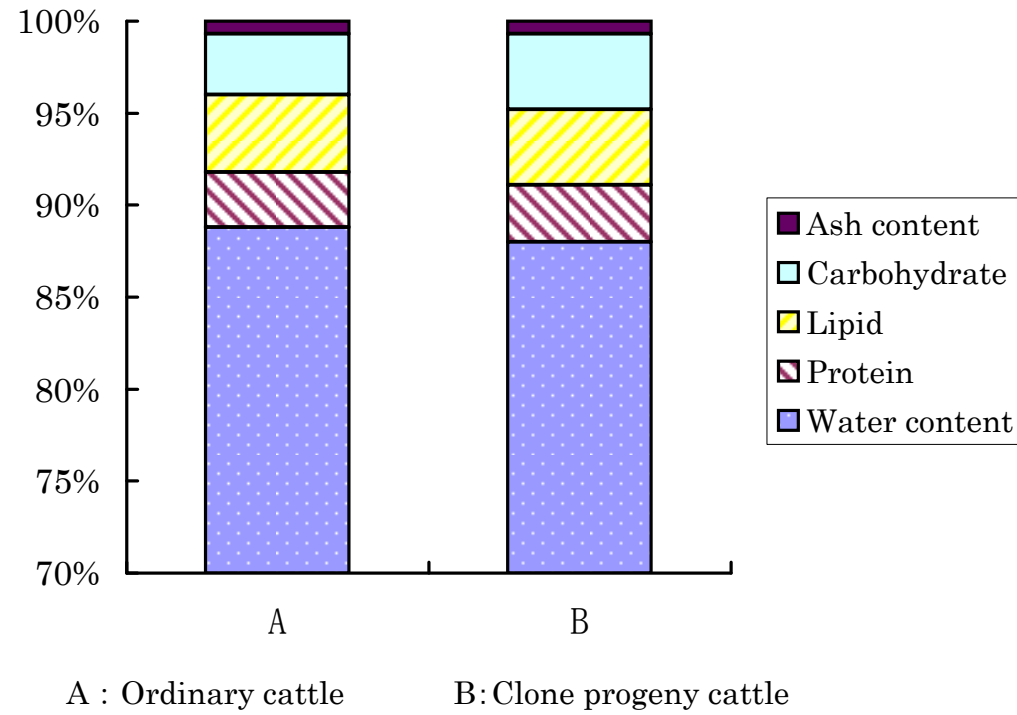 100%
95%
90%
85%
80%
75%
70%
A
B
Ash content
Carbohydrate
Lipid
Protein
Water content
A : Ordinary cattle B:Clone progeny cattle